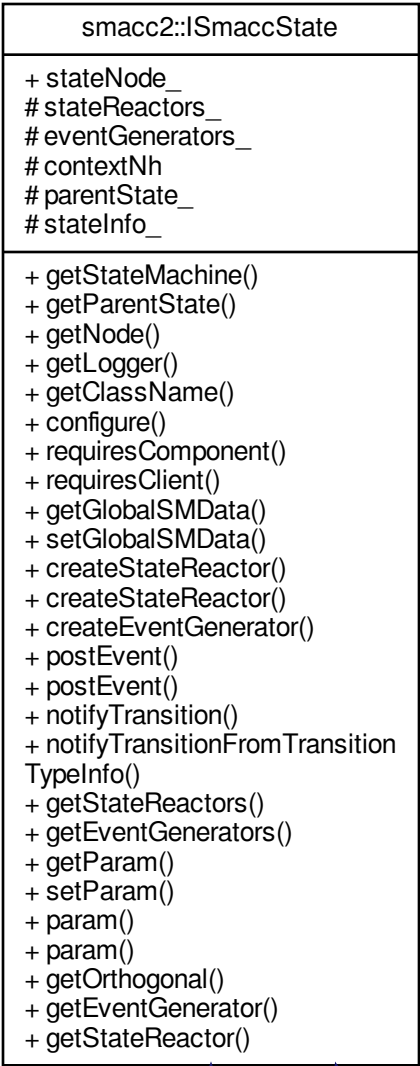 smacc2::ISmaccState
+ stateNode_
# stateReactors_
# eventGenerators_
# contextNh
# parentState_
# stateInfo_
+ getStateMachine()
+ getParentState()
+ getNode()
+ getLogger()
+ getClassName()
+ configure()
+ requiresComponent()
+ requiresClient()
+ getGlobalSMData()
+ setGlobalSMData()
+ createStateReactor()
+ createStateReactor()
+ createEventGenerator()
+ postEvent()
+ postEvent()
+ notifyTransition()
+ notifyTransitionFromTransition
TypeInfo()
+ getStateReactors()
+ getEventGenerators()
+ getParam()
+ setParam()
+ param()
+ param()
+ getOrthogonal()
+ getEventGenerator()
+ getStateReactor()